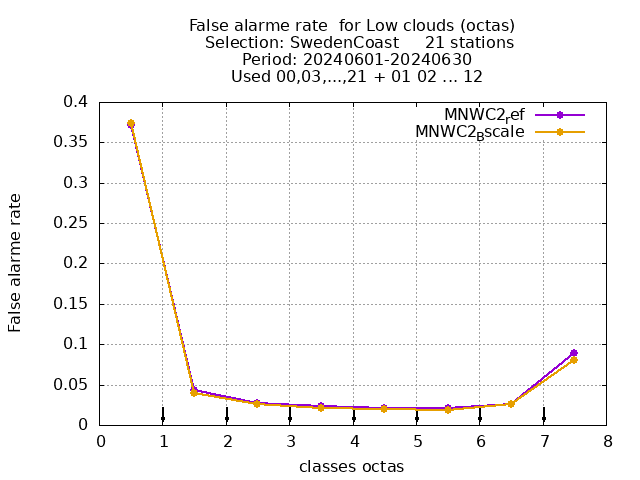 False alarme rate  for Low clouds (octas)
Selection: SwedenCoast     21 stations
Period: 20240601-20240630
Used 00,03,...,21 + 01 02 ... 12
MNWC2ref
MNWC2Bscale
0.4
0.35
0.3
0.25
0.2
0.15
0.1
0.05
0
False alarme rate
0 1 2 3 4 5 6 7 8
classes octas